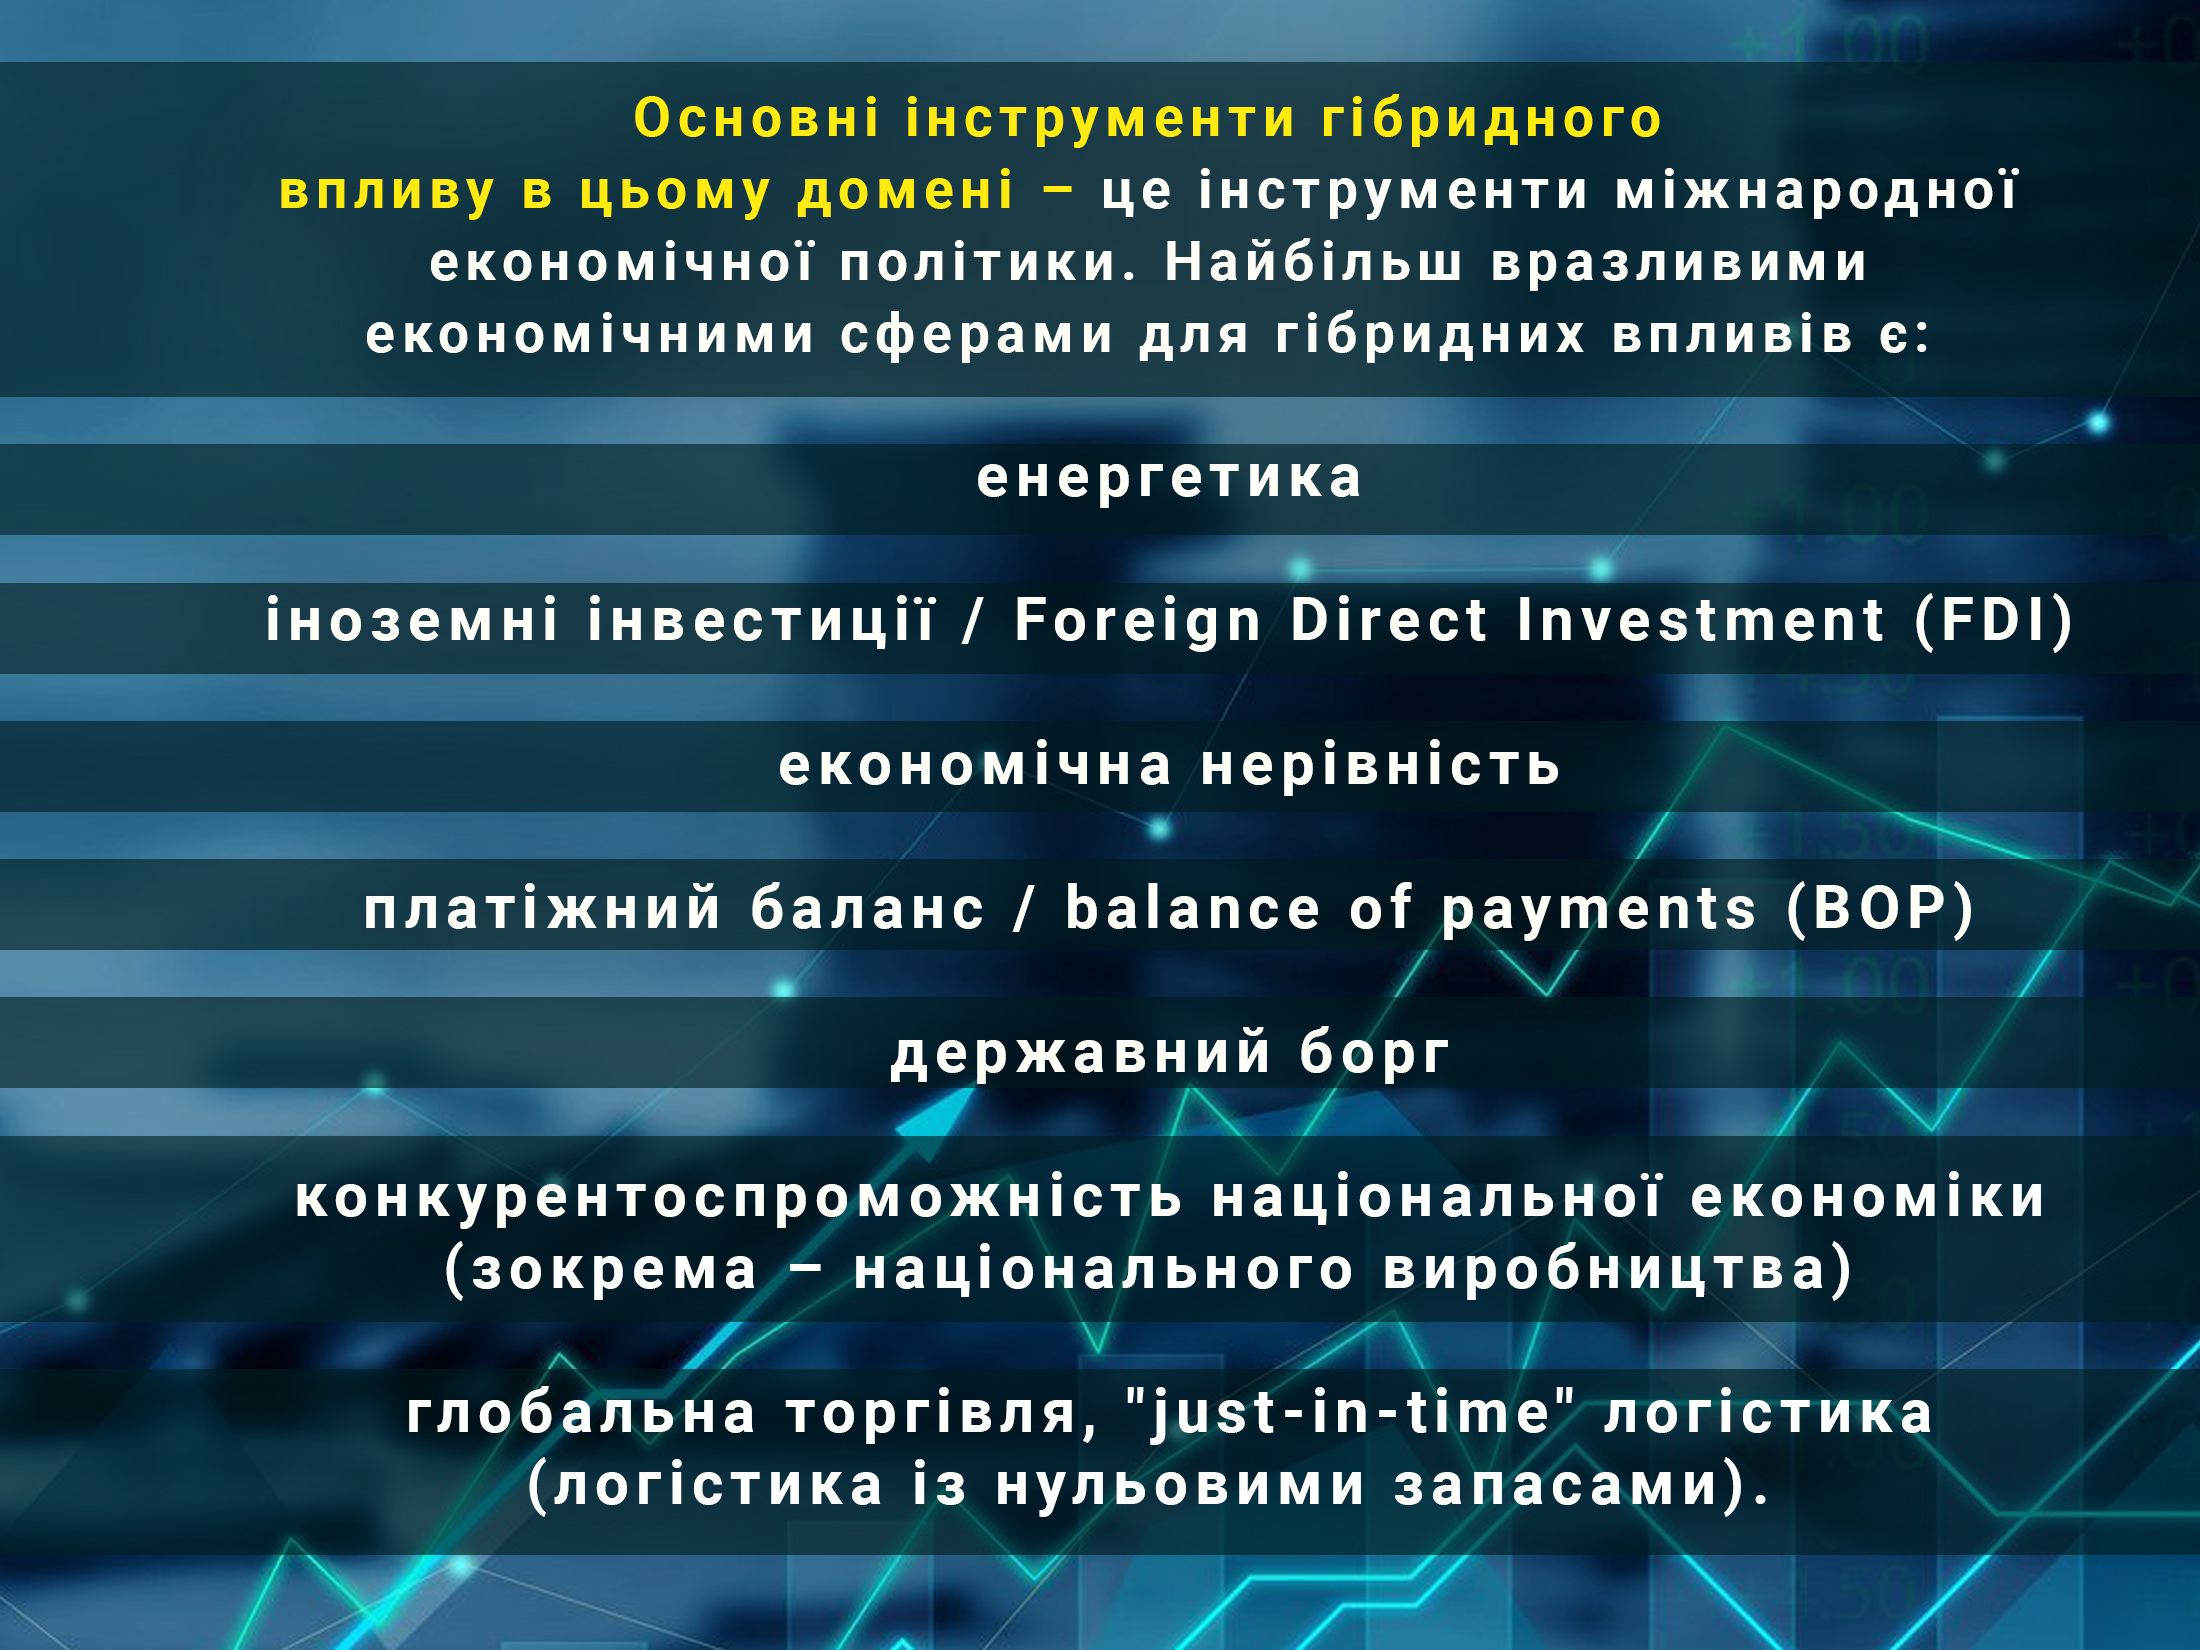 Основні інструменти гібридного
впливу в цьому домені – це інструменти міжнародної
економічної політики. Найбільш вразливими
економічними сферами для гібридних впливів є:
енергетика
іноземні інвестиції / Foreign Direct Investment (FDI)
економічна нерівність
платіжний баланс / balance of payments (BOP)
державний борг
конкурентоспроможність національної економіки
(зокрема – національного виробництва)
глобальна торгівля, "just-in-time" логістика
(логістика із нульовими запасами).